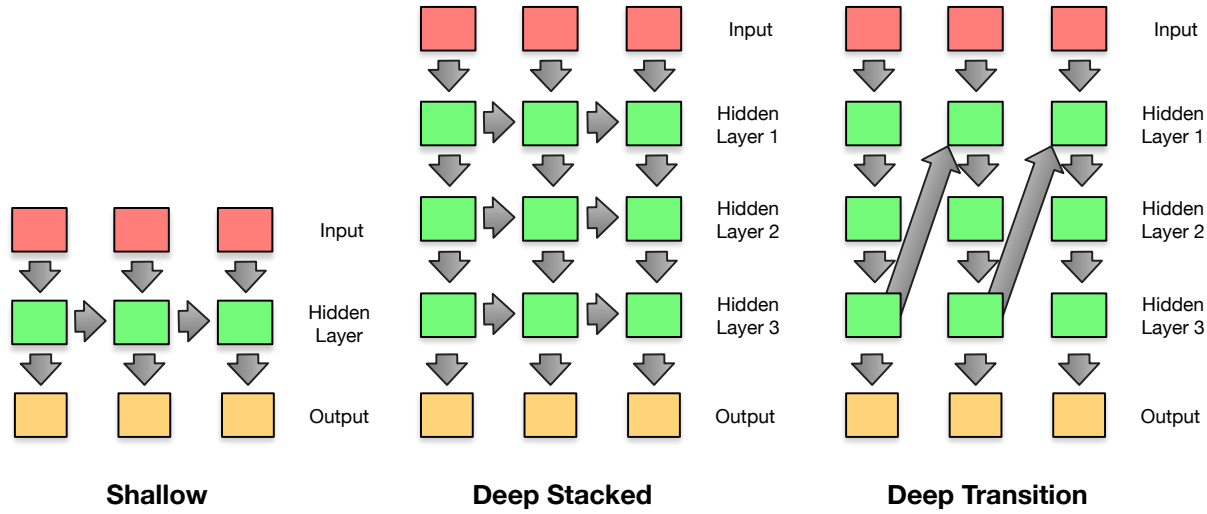 Input
Hidden
Layer
Output
Shallow
Input
Hidden
Layer 1
Hidden
Layer 2
Hidden
Layer 3
Output
Deep Stacked
Input
Hidden
Layer 1
Hidden
Layer 2
Hidden
Layer 3
Output
Deep Transition